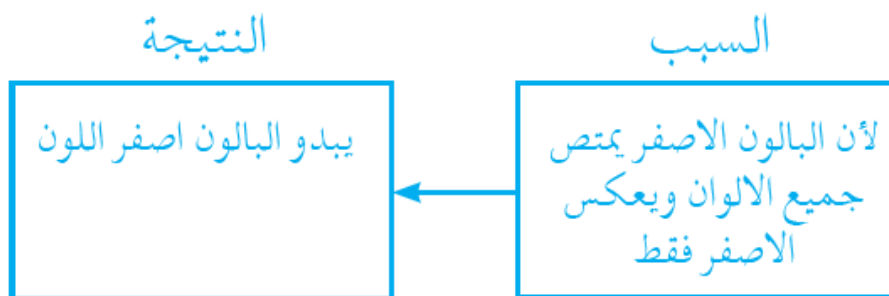 السبب
لأن البالون الاصفر يمتص
جميع الالوان ويعكس
الاصفر فقط
النتيجة
يبدو البالون اصفر اللون